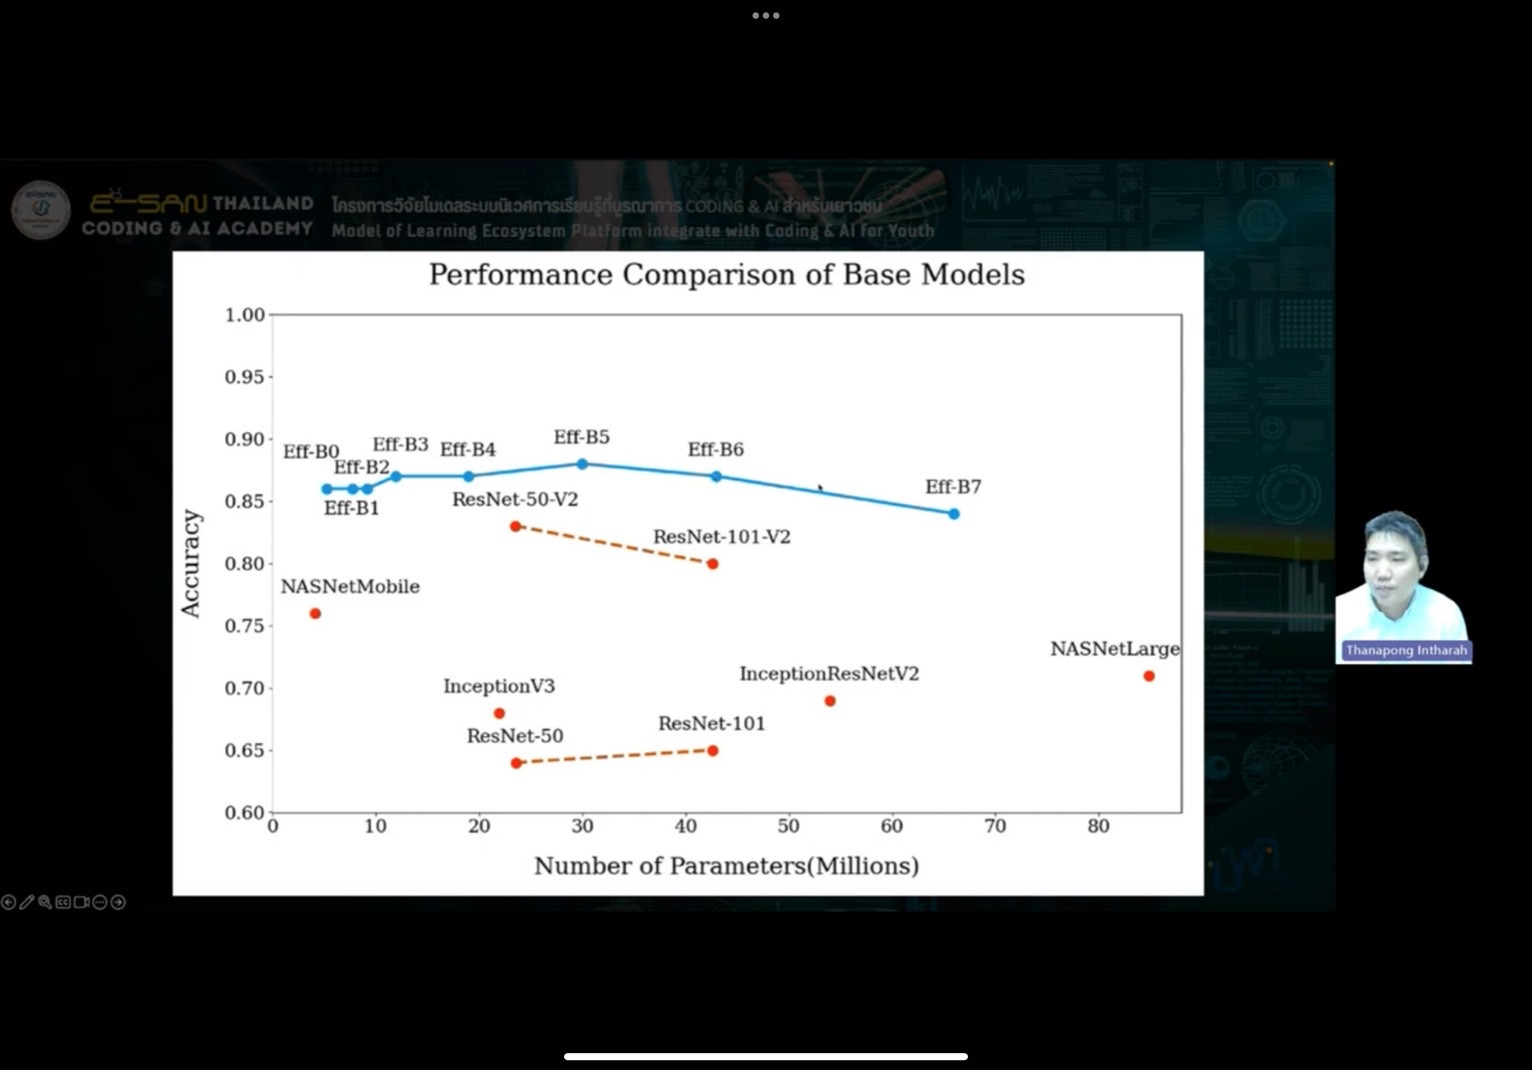 E-SAN THAILAND
CODING & AI ACADEMY
โครงการวิจัยโมเดลระบบนิเวศการเรียนรู้ที่บูรณาการ CODING & AI สำหรับเยาวชน
Model of Learning Ecosystem Platform integrate with Coding & AI for Youth
Performance Comparison of Base Models
1.00
0.95
0.90
0.85
0.80
0.75
0.70
0.65
0.60
Accuracy
Eff-B0
Eff-B1
Eff-B2
Eff-B3
Eff-B4
Eff-B5
Eff-B6
Eff-B7
ResNet-50-V2
ResNet-101-V2
NASNetMobile
NASNetLarge
InceptionV3
InceptionResNetV2
ResNet-50
ResNet-101
0 10 20 30 40 50 60 70 80
Number of Parameters(Millions)
Thanapong Intharah
CC